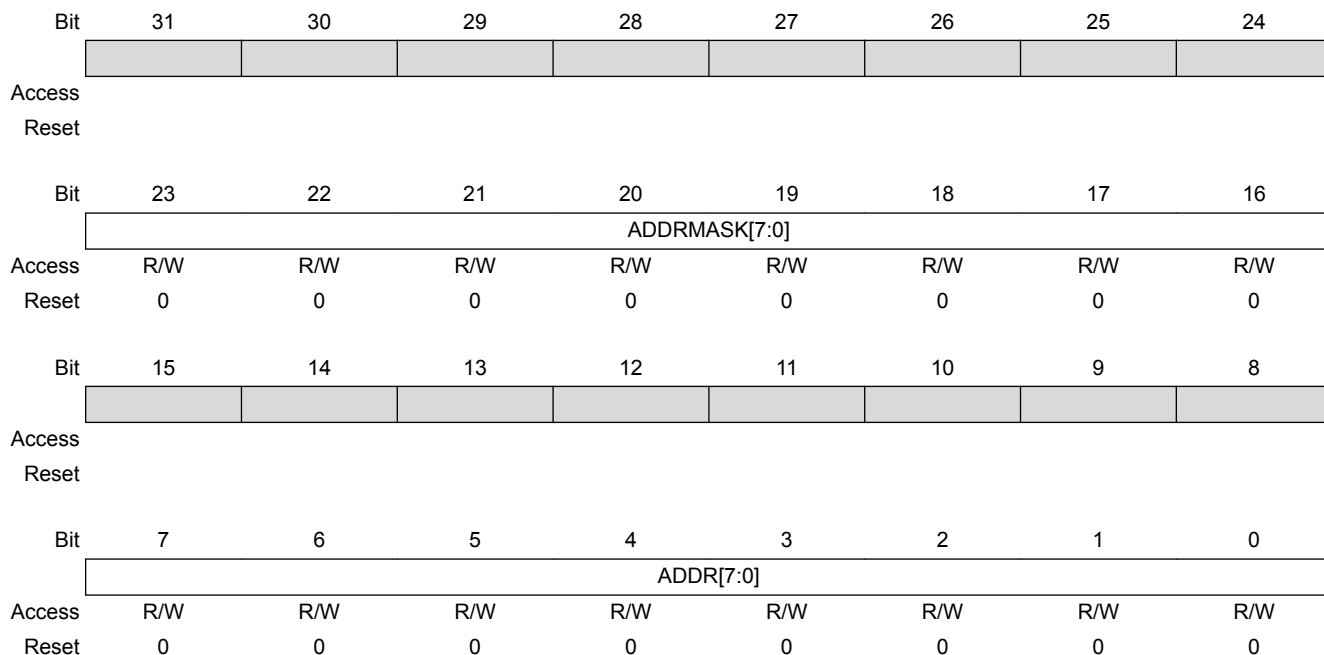 Bit 31 30 29 28 27 26 25 24
Access
Reset
Bit 23 22 21 20 19 18 17 16
ADDRMASK[7:0]
Access R/W R/W R/W R/W R/W R/W R/W R/W
Reset 0 0 0 0 0 0 0 0
Bit 15 14 13 12 11 10 9 8
Access
Reset
Bit 7 6 5 4 3 2 1 0
ADDR[7:0]
Access R/W R/W R/W R/W R/W R/W R/W R/W
Reset 0 0 0 0 0 0 0 0